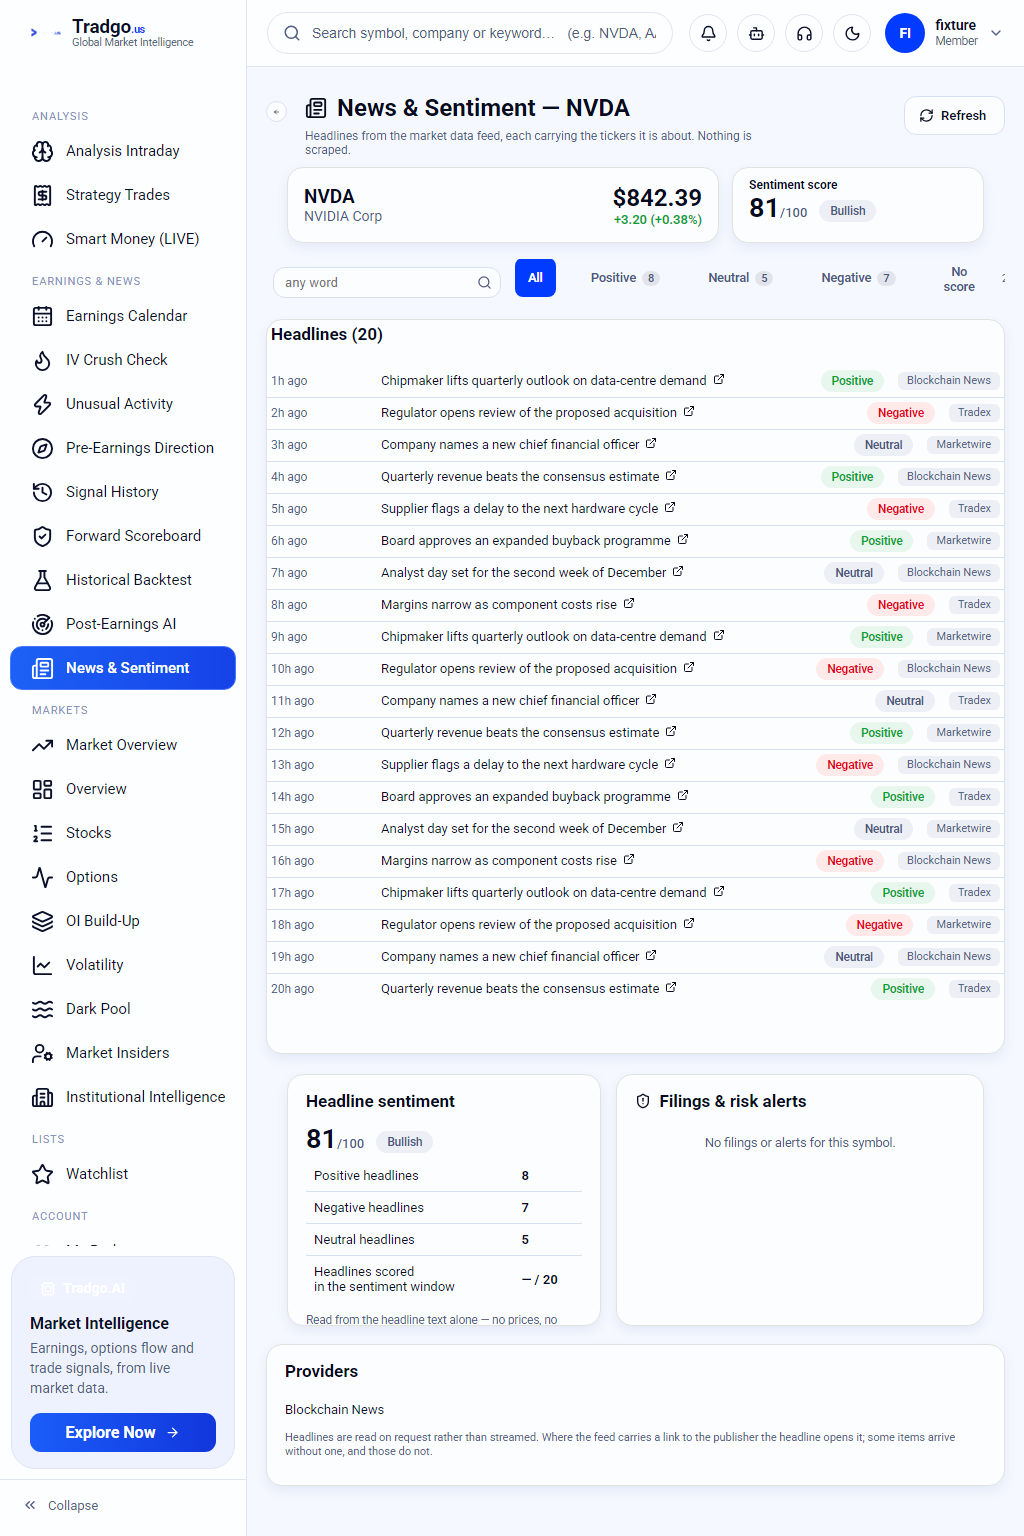 Tradgo.us
Global Market Intelligence
Search symbol, company or keyword... (e.g. NVDA, A
FI
fixture
Member
ANALYSIS
Analysis Intraday
Strategy Trades
Smart Money (LIVE)
EARNINGS & NEWS
Earnings Calendar
IV Crush Check
Unusual Activity
Pre-Earnings Direction
Signal History
Forward Scoreboard
Historical Backtest
Post-Earnings AI
News & Sentiment
MARKETS
Market Overview
Overview
Stocks
Options
OI Build-Up
Volatility
Dark Pool
Market Insiders
Institutional Intelligence
LISTS
Watchlist
ACCOUNT
Tradgo.AI
Market Intelligence
Earnings, options flow and
trade signals, from live
market data.
Explore Now
Collapse
News & Sentiment — NVDA
Headlines from the market data feed, each carrying the tickers it is about. Nothing is
scraped.
Refresh
NVDA
NVIDIA Corp
$842.39
+3.20 (+0.38%)
Sentiment score
81/100 Bullish
any word
All
Positive 8
Neutral 5
Negative 7
No
score
Headlines (20)
1h ago Chipmaker lifts quarterly outlook on data-centre demand Positive Blockchain News
2h ago Regulator opens review of the proposed acquisition Negative Tradex
3h ago Company names a new chief financial officer Neutral Marketwire
4h ago Quarterly revenue beats the consensus estimate Positive Blockchain News
5h ago Supplier flags a delay to the next hardware cycle Negative Tradex
6h ago Board approves an expanded buyback programme Positive Marketwire
7h ago Analyst day set for the second week of December Neutral Blockchain News
8h ago Margins narrow as component costs rise Negative Tradex
9h ago Chipmaker lifts quarterly outlook on data-centre demand Positive Marketwire
10h ago Regulator opens review of the proposed acquisition Negative Blockchain News
11h ago Company names a new chief financial officer Neutral Tradex
12h ago Quarterly revenue beats the consensus estimate Positive Marketwire
13h ago Supplier flags a delay to the next hardware cycle Negative Blockchain News
14h ago Board approves an expanded buyback programme Positive Tradex
15h ago Analyst day set for the second week of December Neutral Marketwire
16h ago Margins narrow as component costs rise Negative Blockchain News
17h ago Chipmaker lifts quarterly outlook on data-centre demand Positive Tradex
18h ago Regulator opens review of the proposed acquisition Negative Marketwire
19h ago Company names a new chief financial officer Neutral Blockchain News
20h ago Quarterly revenue beats the consensus estimate Positive Tradex
Headline sentiment
81/100 Bullish
Positive headlines 8
Negative headlines 7
Neutral headlines 5
Headlines scored
in the sentiment window — / 20
Read from the headline text alone — no prices, no
Filings & risk alerts
No filings or alerts for this symbol.
Providers
Blockchain News
Headlines are read on request rather than streamed. Where the feed carries a link to the publisher the headline opens it; some items arrive
without one, and those do not.